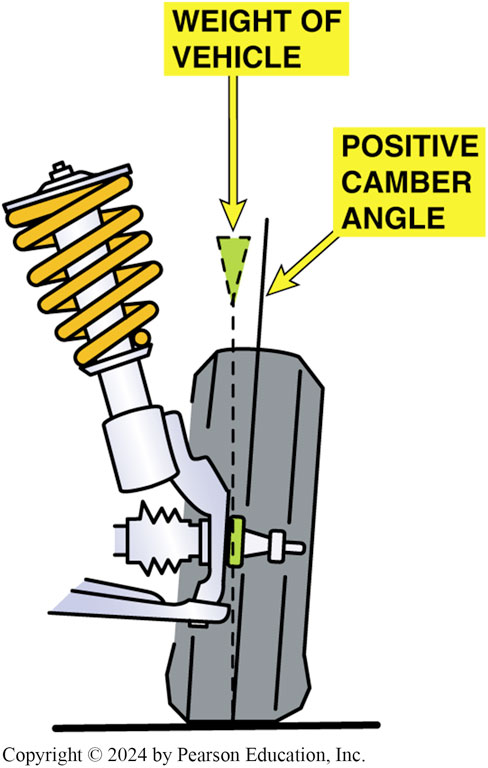 WEIGHT OF
VEHICLE
POSITIVE
CAMBER
ANGLE
Copyright © 2024 by Pearson Education, Inc.